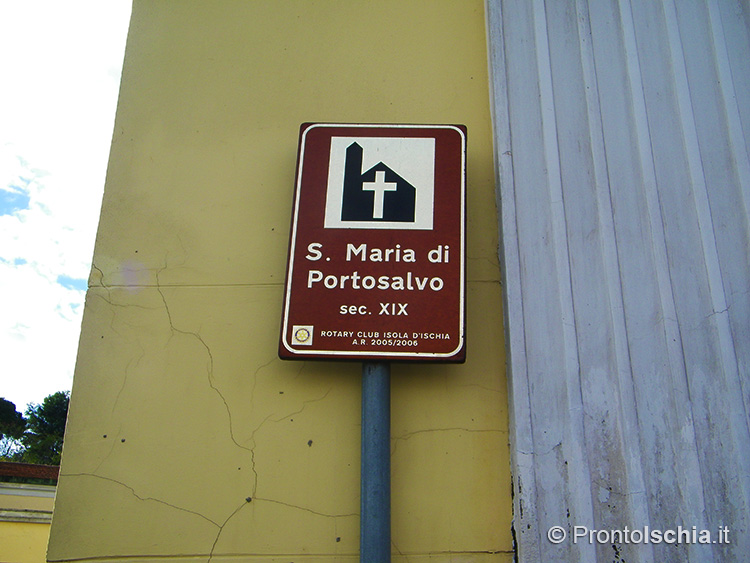 S. Maria di
Portosalvo
sec. XIX
ROTARY CLUB ISOLA D'ISCHIA
A.R. 2005/2006
© ProntoIschia.it